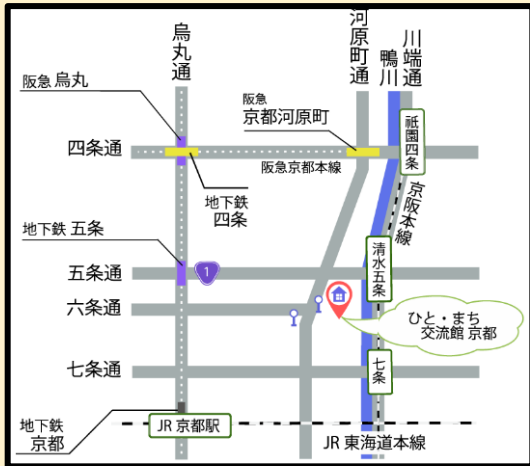 烏丸通
河原町通
鴨川
川端通
阪急 烏丸
阪急
京都河原町
四条通
阪急京都本線
祇園四条
地下鉄
四条
京阪本線
地下鉄 五条
清水五条
五条通
1
六条通
ひと・まち
交流館 京都
七条通
七条
地下鉄
京都
JR 京都駅
JR 東海道本線